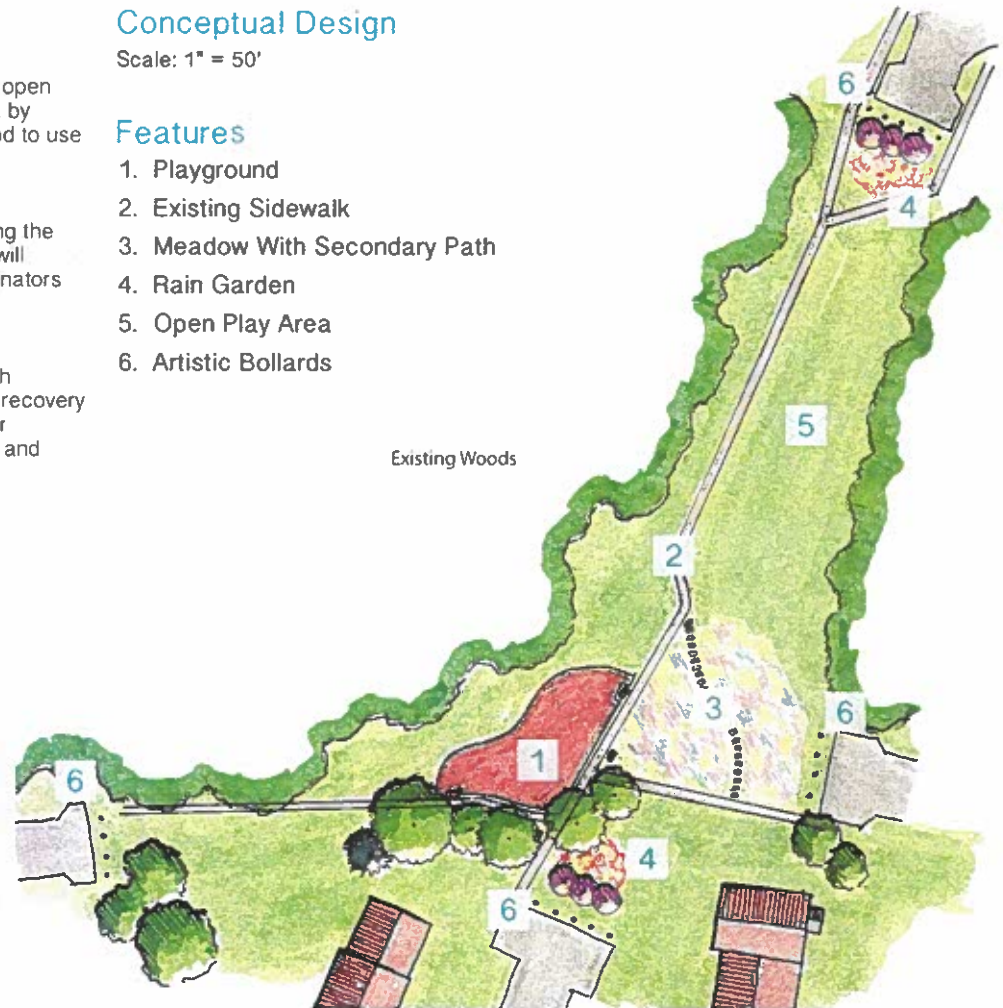 Conceptual Design
Scale: 1" = 50'
open
by
d to use
ng the
will
nators
h
recovery
r
and
Features
1. Playground
2. Existing Sidewalk
3. Meadow With Secondary Path
4. Rain Garden
5. Open Play Area
6. Artistic Bollards
Existing Woods
6
4
5
2
3
6
1
6
4
6